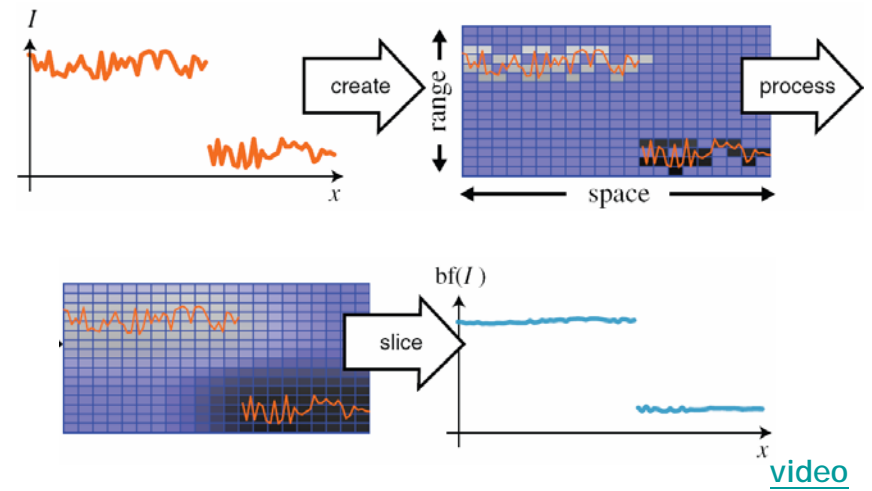 I
create
range
process
x
space
bf(I)
slice
x
video